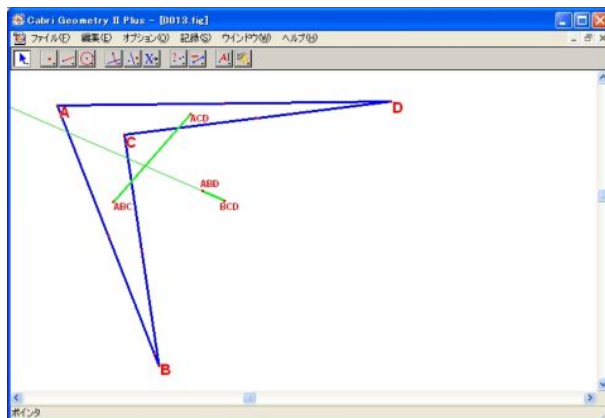 Cabri Geometry II Plus - [0013.fig]
ファイル(F) 編集(E) オプション(O) 記録(S) ウインドウ(W) ヘルプ(H)
A
D
C
ACD
ABD
ABC
BCD
B
ポインタ